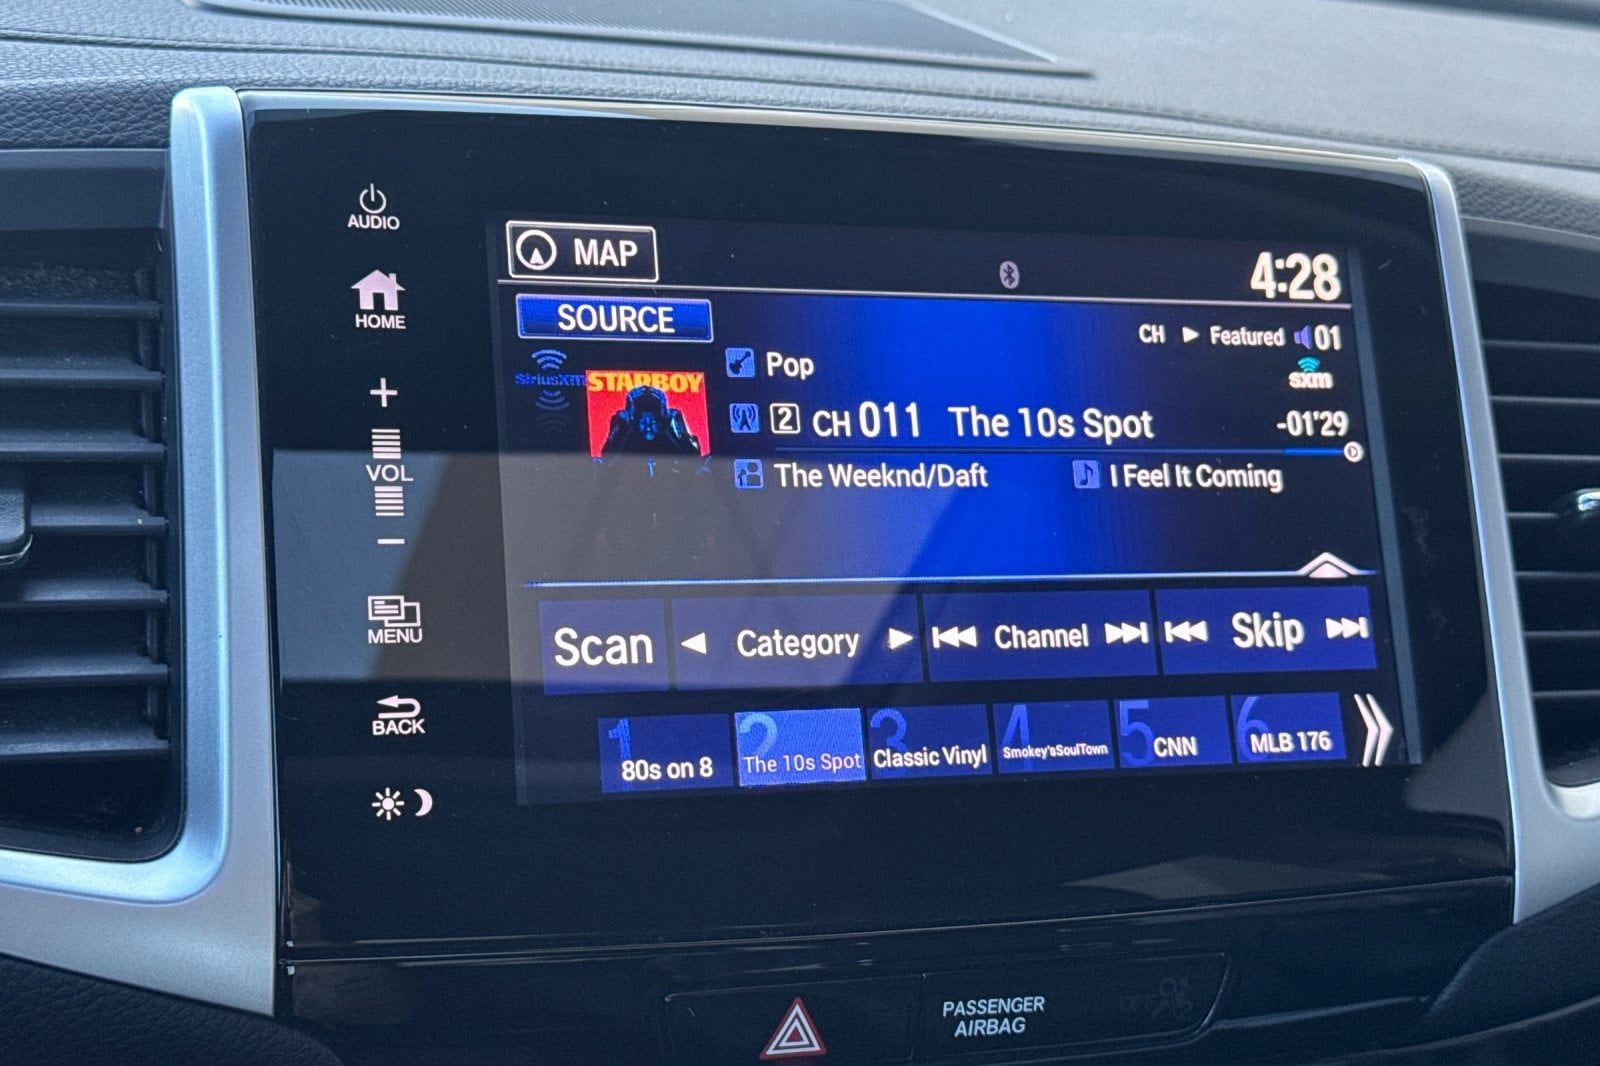 AUDIO
HOME
+
VOL
−
MENU
BACK
MAP
4:28
SOURCE
CH ▶ Featured 01
SiriusXM
STARBOY
Pop
sxm
2 CH 011 The 10s Spot -01'29
The Weeknd/Daft I Feel It Coming
Scan ◀ Category ▶ ⏮ Channel ⏭ ⏮ Skip ⏭
1 80s on 8
2 The 10s Spot
3 Classic Vinyl
4 Smokey'sSoulTown
5 CNN
6 MLB 176
PASSENGER
AIRBAG
OFF